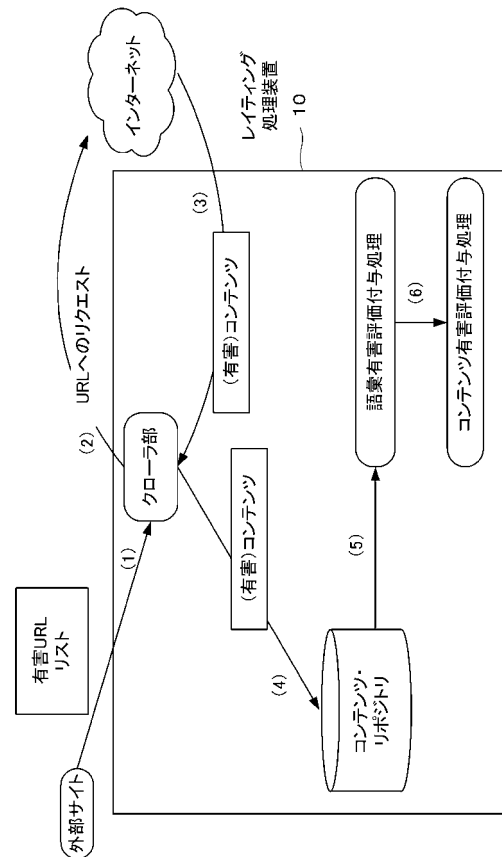 外部サイト
有害URL
リスト
(1)
クローラ部
(2)
URLへのリクエスト
インターネット
(3)
(有害)コンテンツ
(有害)コンテンツ
(4)
コンテンツ・
リポジトリ
(5)
語彙有害評価付与処理
(6)
コンテンツ有害評価付与処理
レイティング
処理装置
10